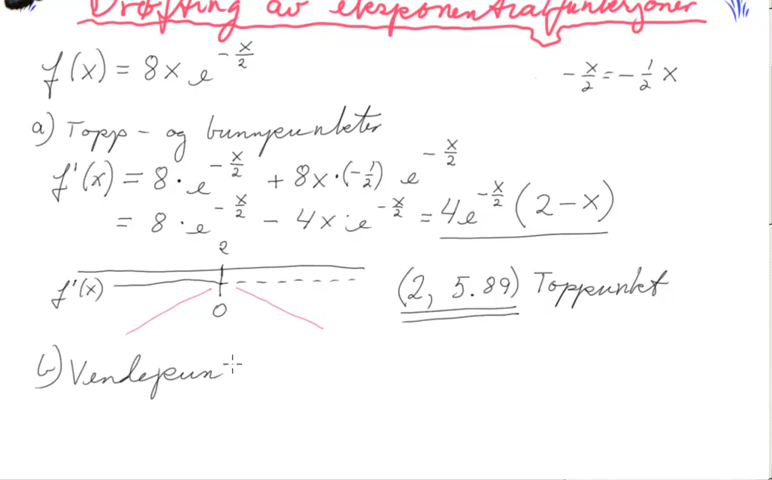 Drøfting av eksponentialfunksjoner
f(x) = 8x e^{-x/2}
-x/2 = -1/2 x
a) Topp- og bunnpunkter
f'(x) = 8 · e^{-x/2} + 8x · (-1/2) e^{-x/2}
= 8 · e^{-x/2} - 4x · e^{-x/2} = 4e^{-x/2} (2 - x)
2
f'(x)
0
(2, 5.89) Toppunkt
b) Vendepun